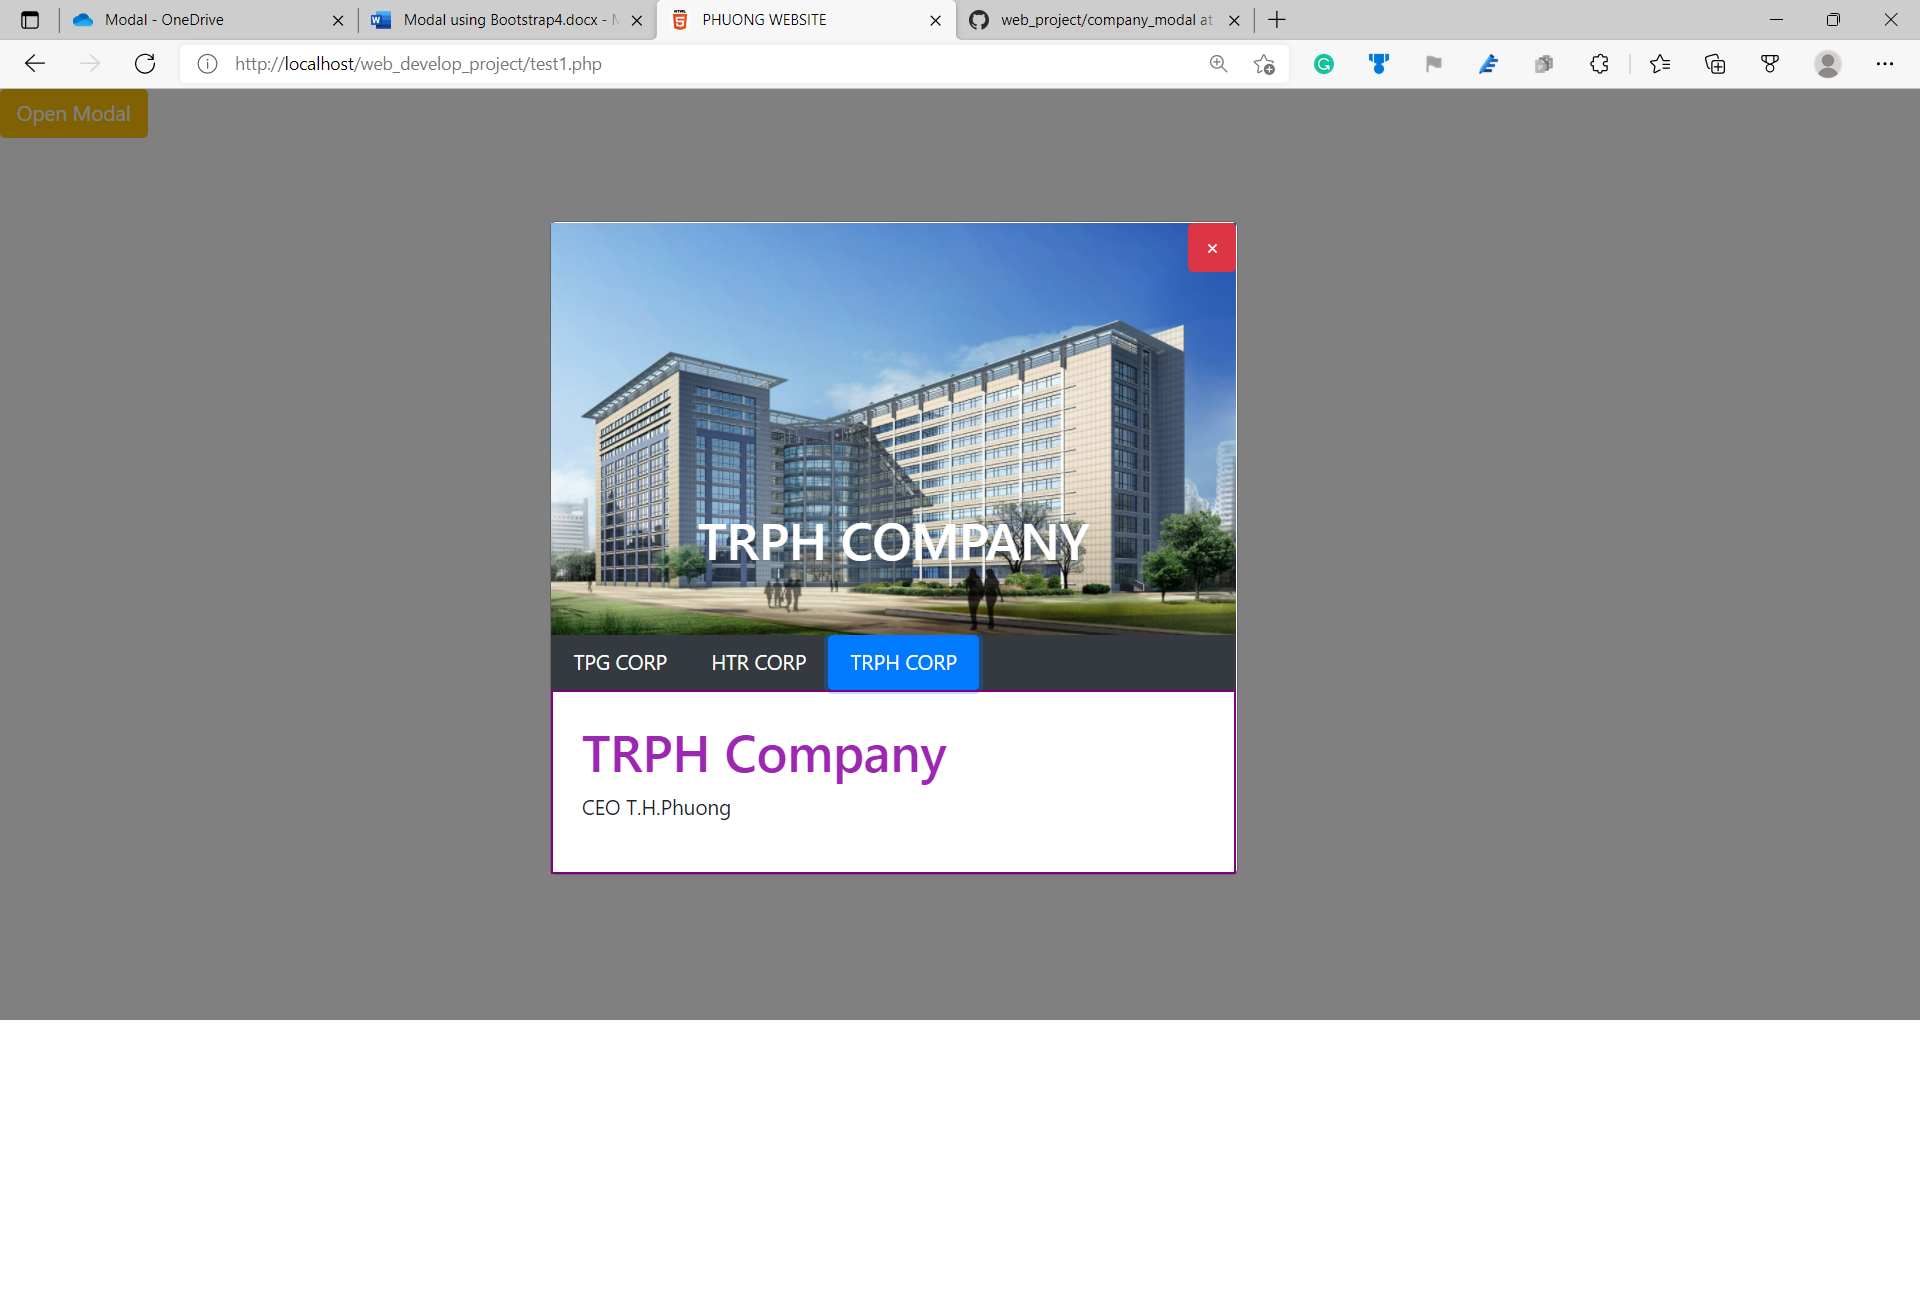 Modal - OneDrive
Modal using Bootstrap4.docx -
PHUONG WEBSITE
web_project/company_modal at
http://localhost/web_develop_project/test1.php
Open Modal
×
TRPH COMPANY
TPG CORP HTR CORP TRPH CORP
TRPH Company
CEO T.H.Phuong